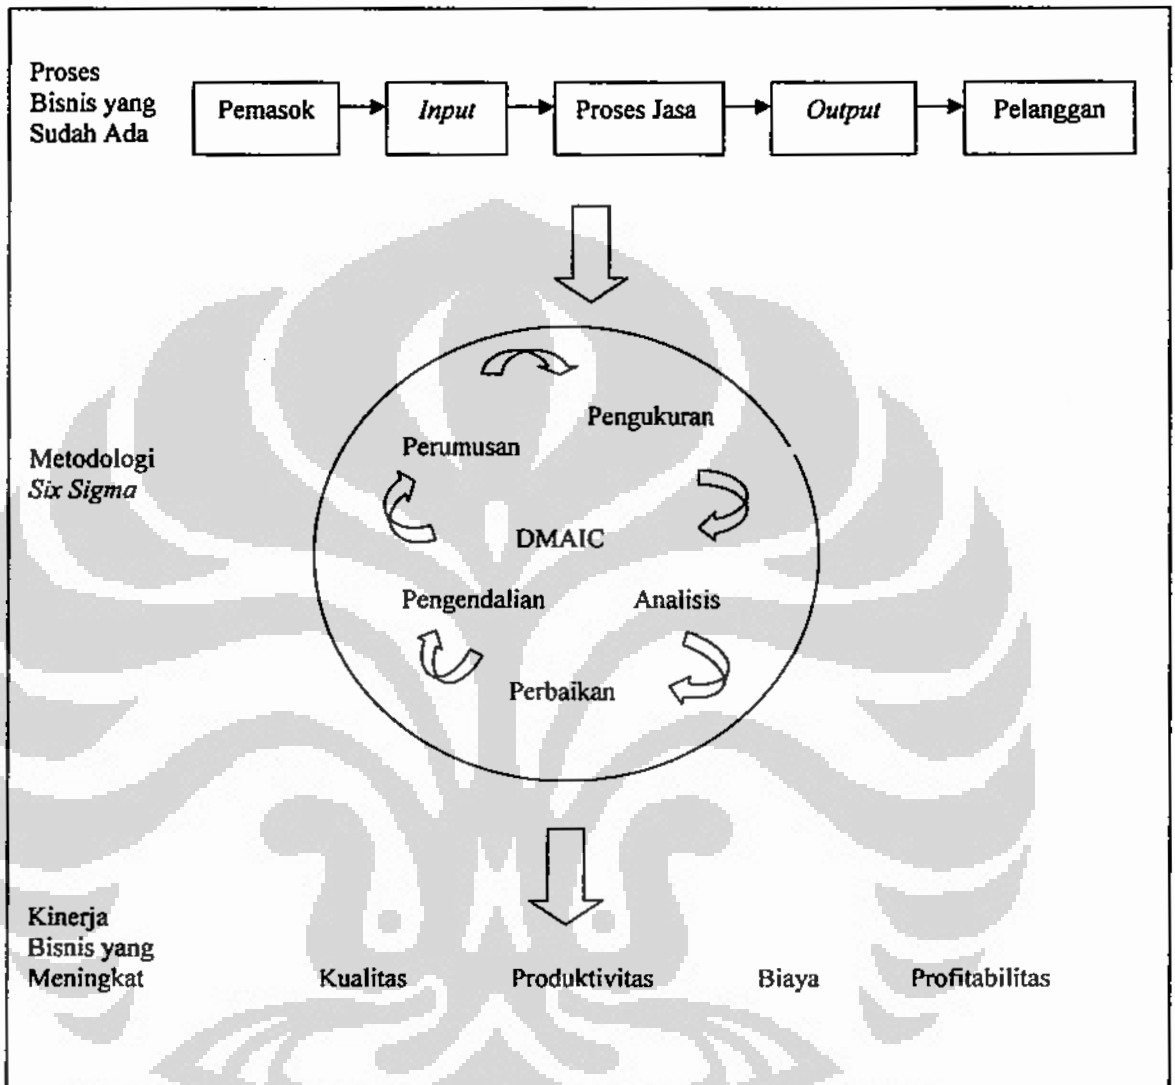 Proses
Bisnis yang
Sudah Ada
Pemasok
Input
Proses Jasa
Output
Pelanggan
Metodologi
Six Sigma
Pengukuran
Perumusan
DMAIC
Pengendalian
Analisis
Perbaikan
Kinerja
Bisnis yang
Meningkat
Kualitas
Produktivitas
Biaya
Profitabilitas